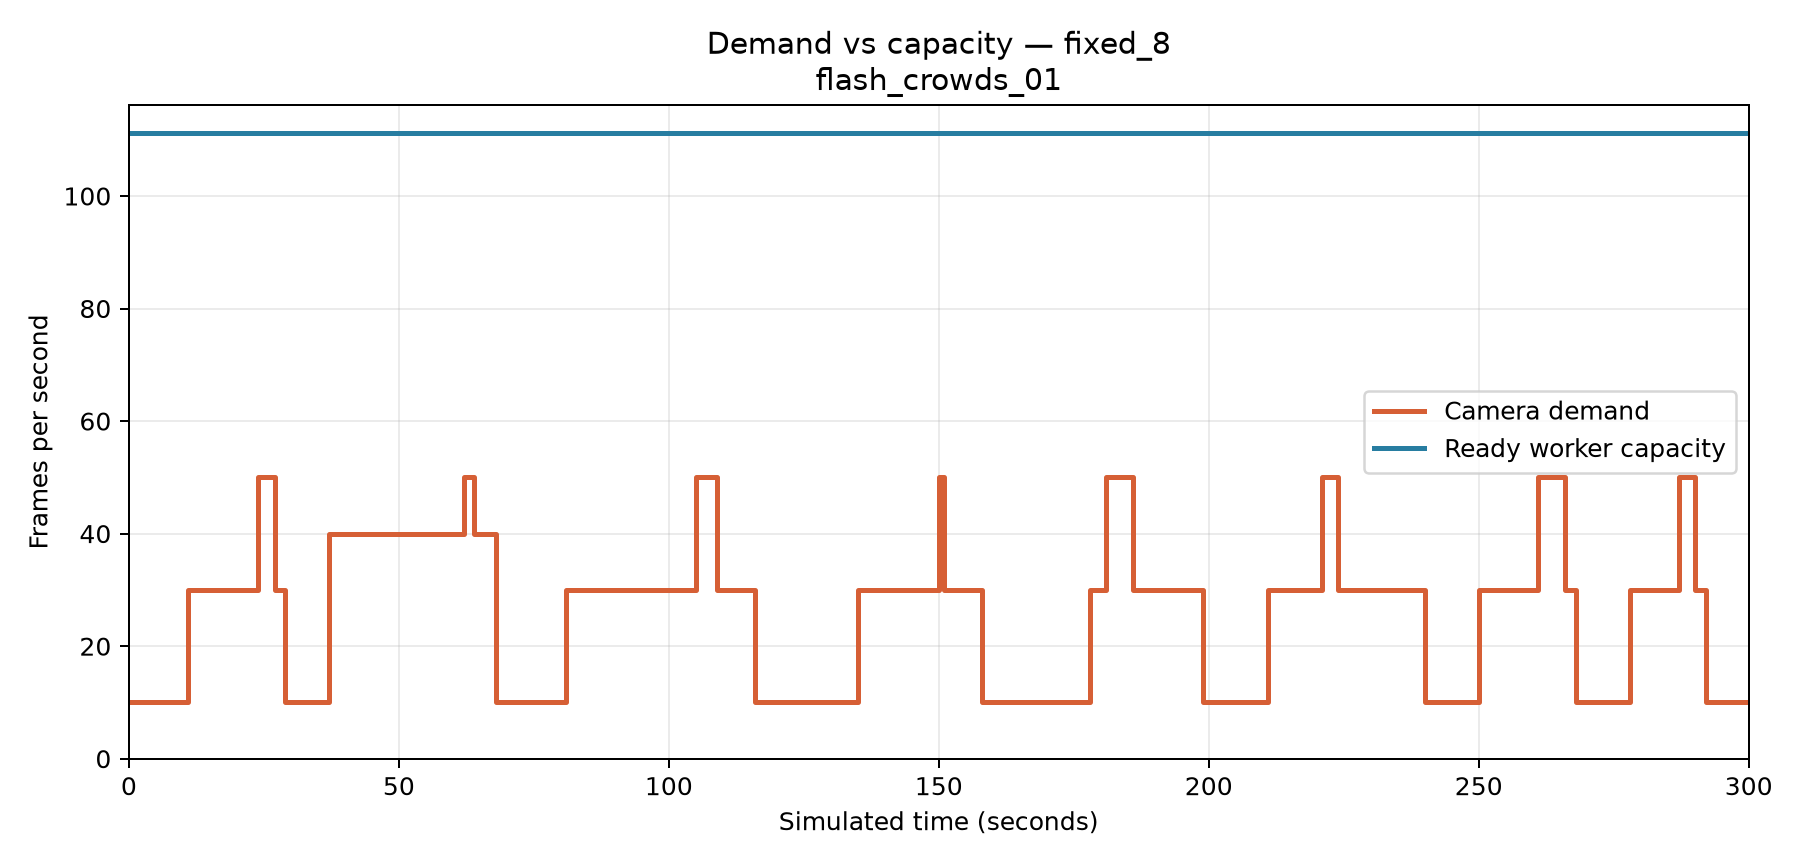 Demand vs capacity — fixed_8
flash_crowds_01
Frames per second
100
80
60
40
20
0
Camera demand
Ready worker capacity
0 50 100 150 200 250 300
Simulated time (seconds)